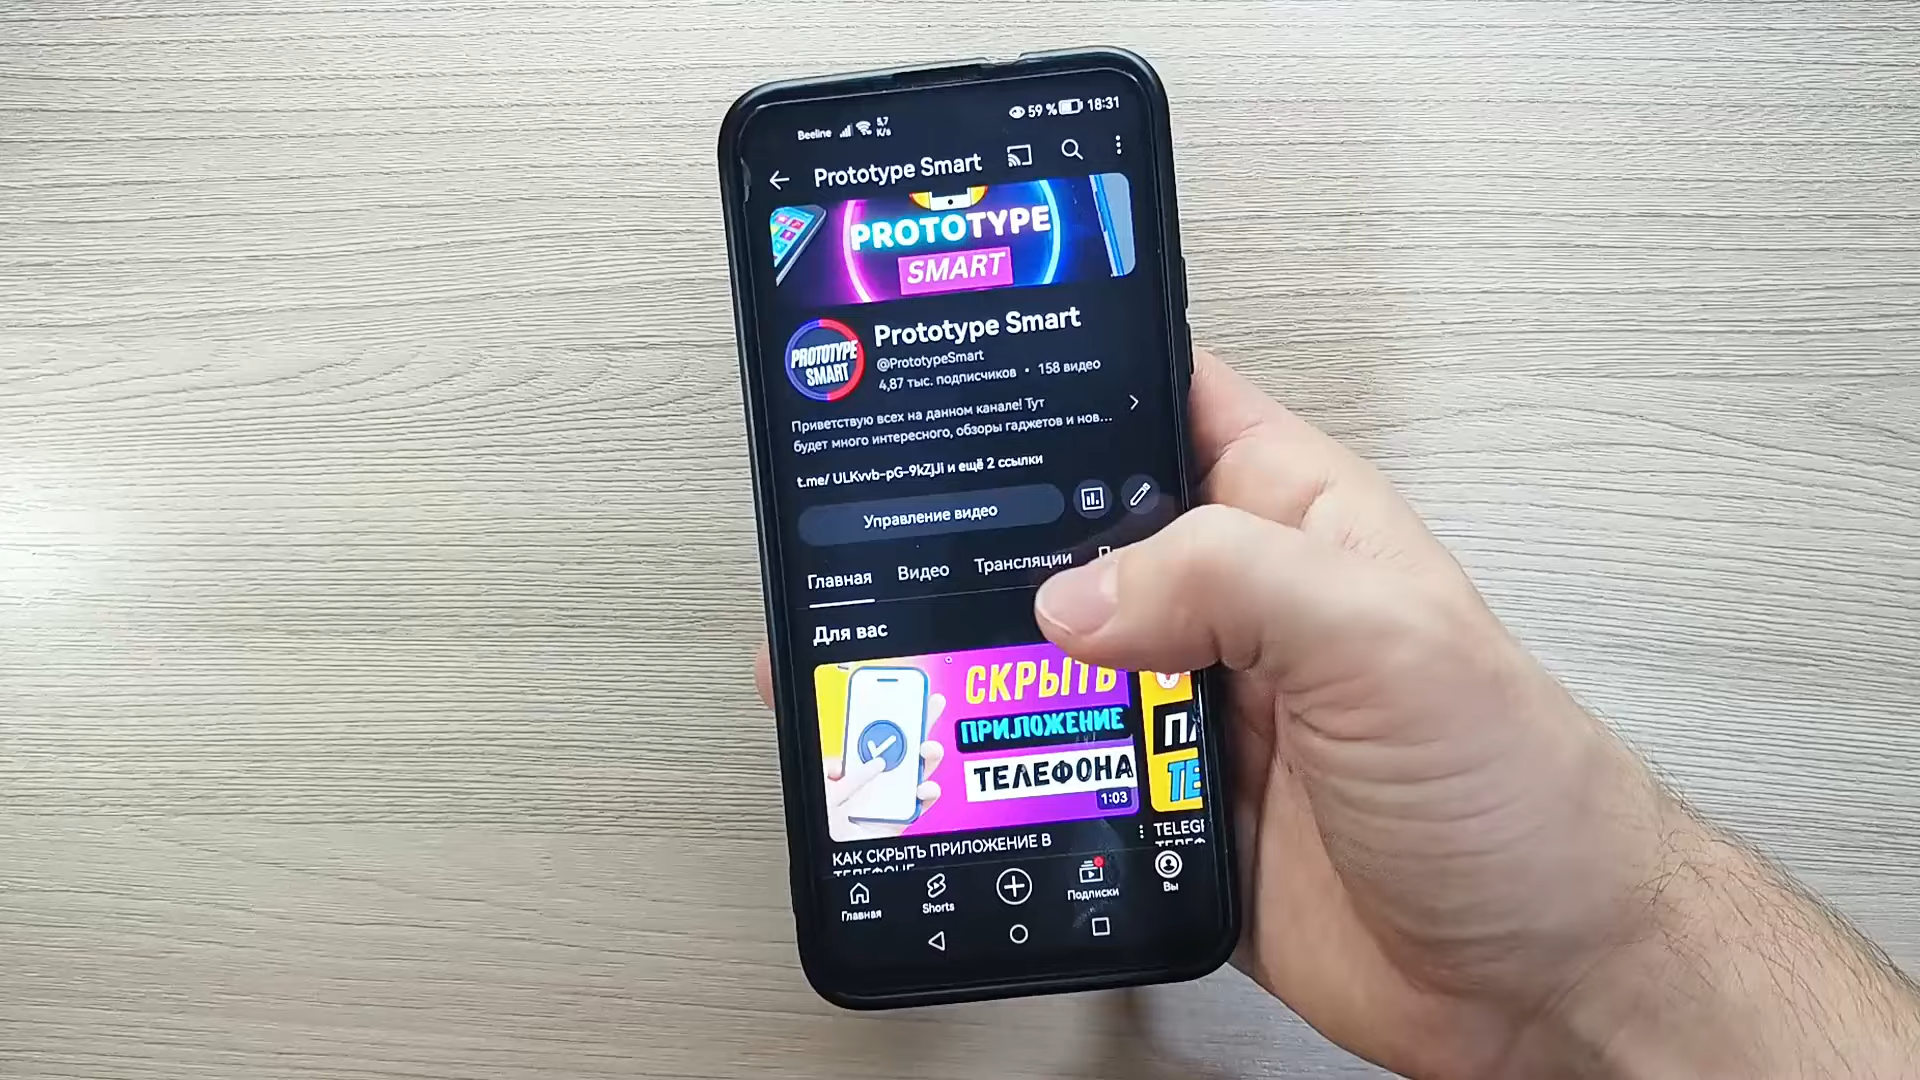 Beeline 5,7 K/s 59 % 18:31
Prototype Smart
PROTOTYPE
SMART
PROTOTYPE
SMART
Prototype Smart
@PrototypeSmart
4,87 тыс. подписчиков • 158 видео
Приветствую всех на данном канале! Тут
будет много интересного, обзоры гаджетов и нов...
t.me/ ULKvvb-pG-9kZjJi и ещё 2 ссылки
Управление видео
Главная Видео Трансляции
Для вас
СКРЫТЬ
ПРИЛОЖЕНИЕ
ТЕЛЕФОНА
1:03
КАК СКРЫТЬ ПРИЛОЖЕНИЕ В
ТЕЛЕФОНЕ
Главная Shorts Подписки Вы